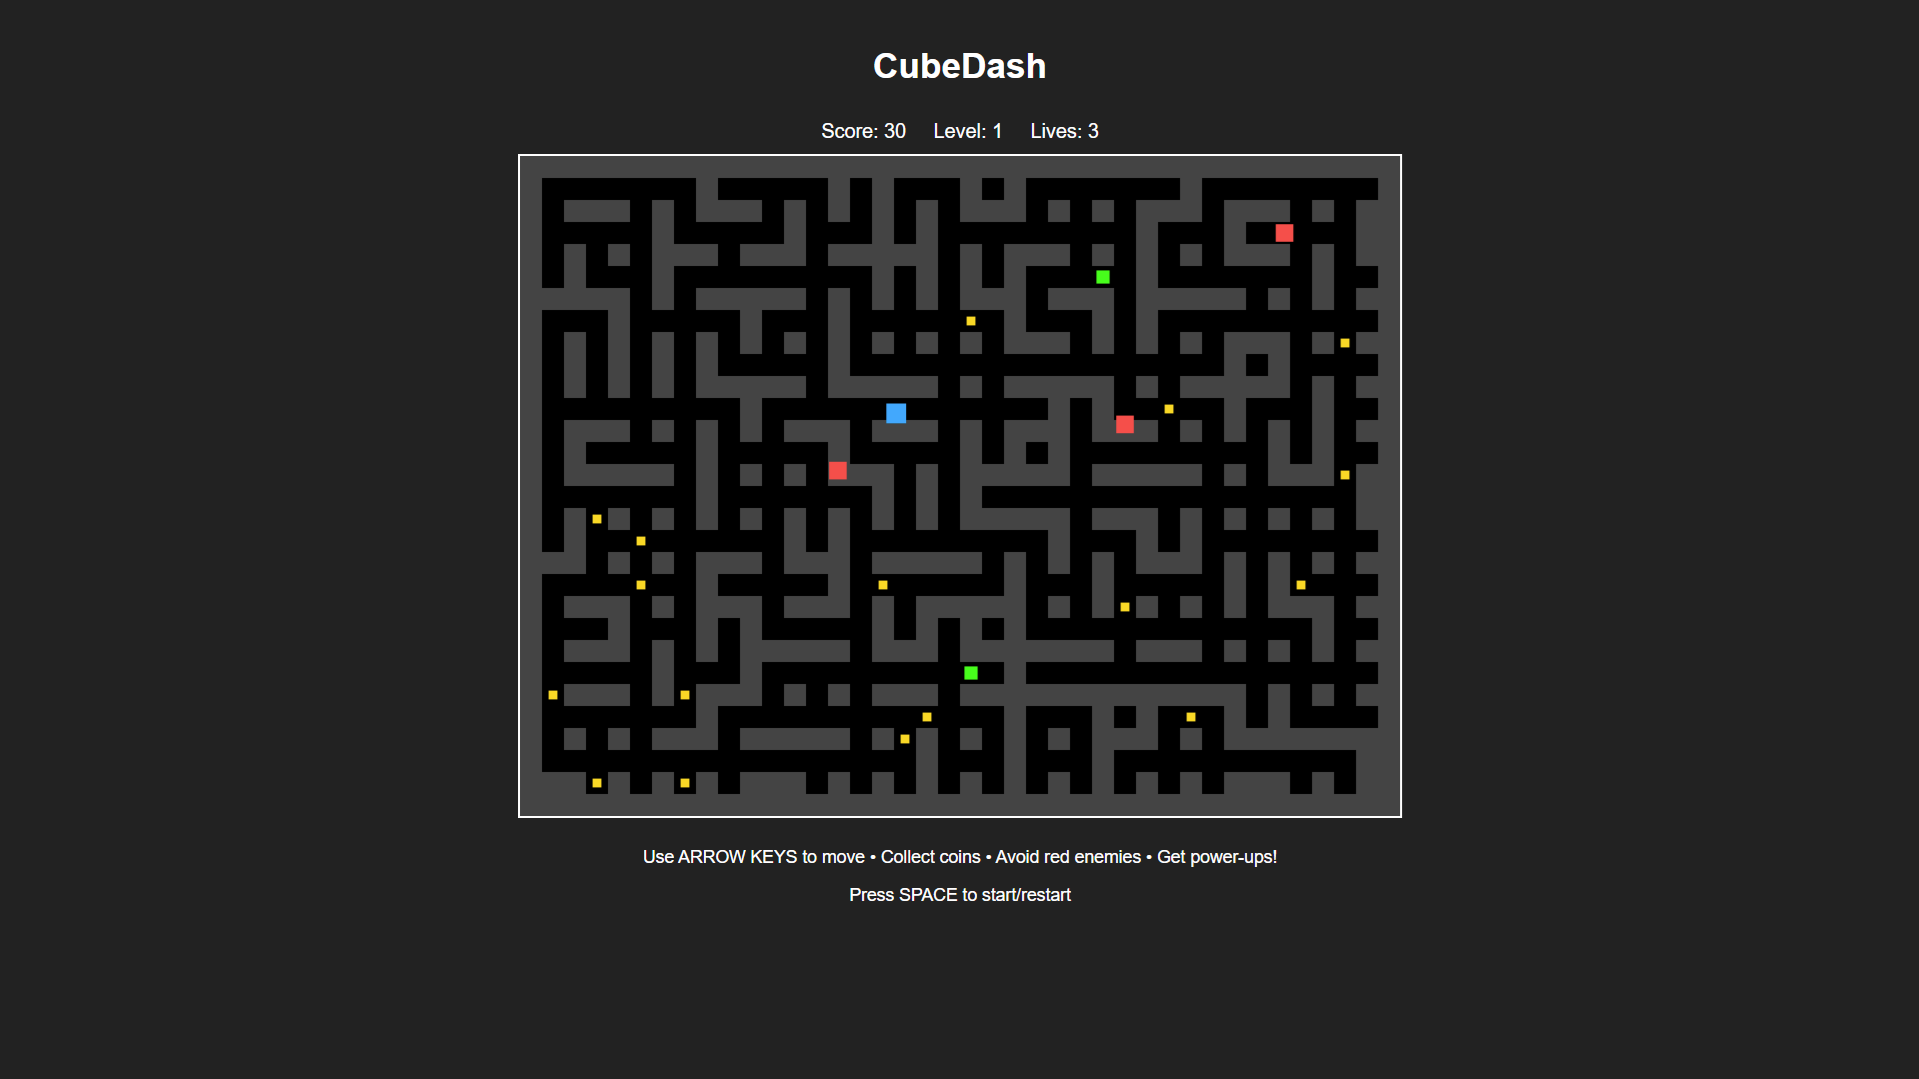 CubeDash
Score: 30 Level: 1 Lives: 3
Use ARROW KEYS to move • Collect coins • Avoid red enemies • Get power-ups!
Press SPACE to start/restart